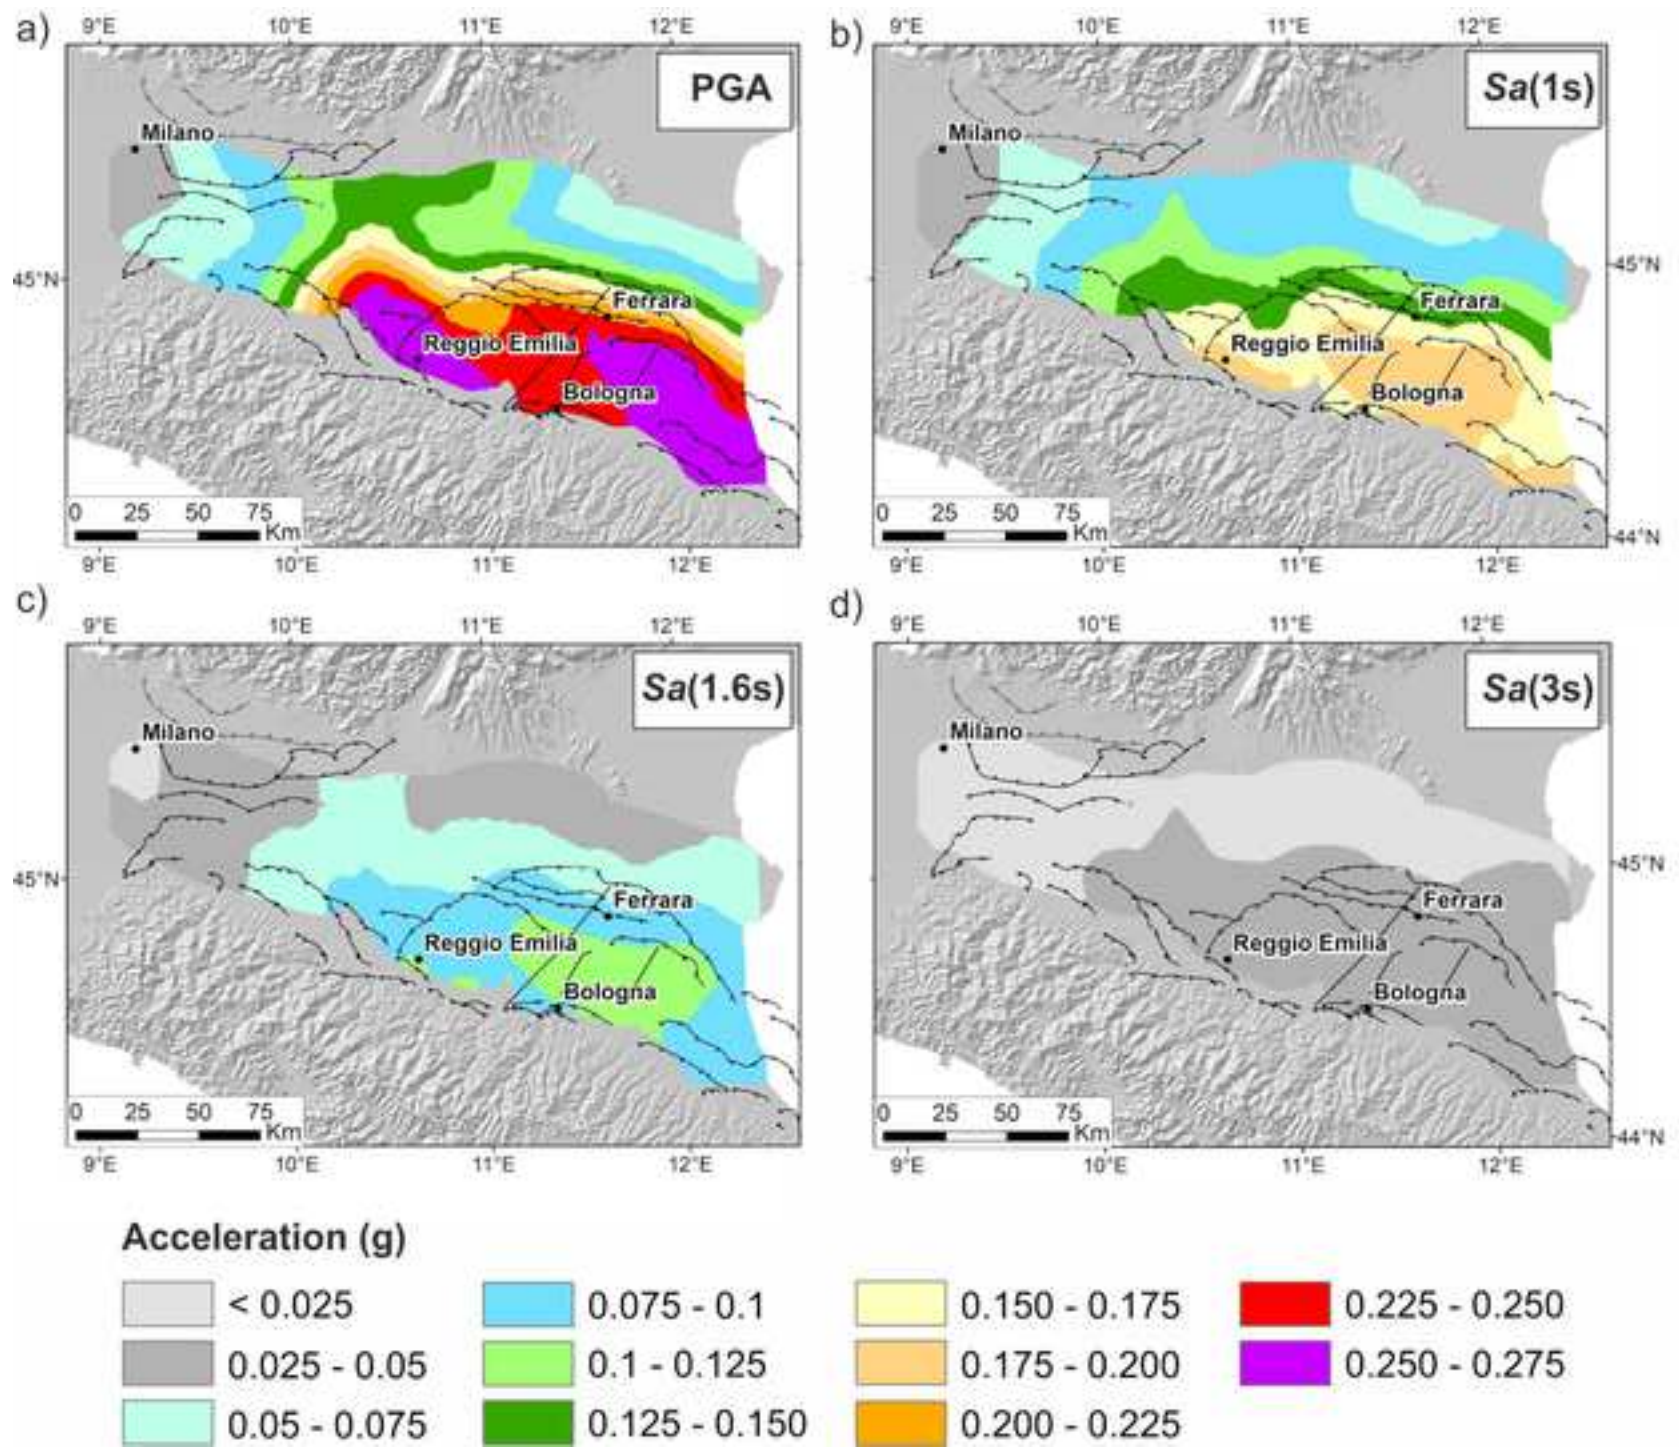 a)
9°E 10°E 11°E 12°E
PGA
Milano
45°N
Ferrara
Reggio Emilia
Bologna
0 25 50 75
Km
9°E 10°E 11°E 12°E
b)
9°E 10°E 11°E 12°E
Sa(1s)
Milano
45°N
Ferrara
Reggio Emilia
Bologna
0 25 50 75
Km
44°N
9°E 10°E 11°E 12°E
c)
9°E 10°E 11°E 12°E
Sa(1.6s)
Milano
45°N
Ferrara
Reggio Emilia
Bologna
0 25 50 75
Km
9°E 10°E 11°E 12°E
d)
9°E 10°E 11°E 12°E
Sa(3s)
Milano
45°N
Ferrara
Reggio Emilia
Bologna
0 25 50 75
Km
44°N
9°E 10°E 11°E 12°E
Acceleration (g)
< 0.025
0.025 - 0.05
0.05 - 0.075
0.075 - 0.1
0.1 - 0.125
0.125 - 0.150
0.150 - 0.175
0.175 - 0.200
0.200 - 0.225
0.225 - 0.250
0.250 - 0.275